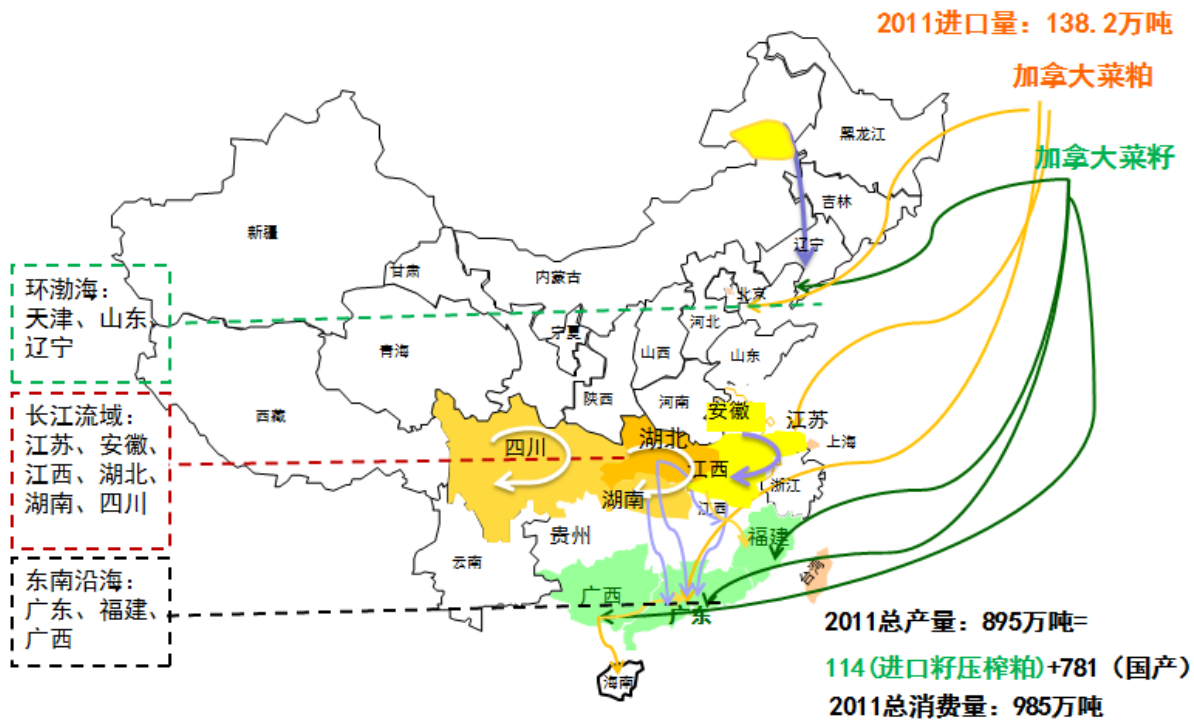 2011进口量：138.2万吨
加拿大菜粕
加拿大菜籽
黑龙江
吉林
辽宁
新疆
甘肃
内蒙古
北京
环渤海：
天津、山东、
辽宁
宁夏
河北
青海
山西
山东
陕西
河南
西藏
长江流域：
江苏、安徽、
江西、湖北、
湖南、四川
安徽
江苏
四川
湖北
上海
江西
浙江
湖南
江西
贵州
福建
云南
台湾
东南沿海：
广东、福建、
广西
广西
广东
海南
2011总产量：895万吨=
114(进口籽压榨粕)+781（国产）
2011总消费量：985万吨